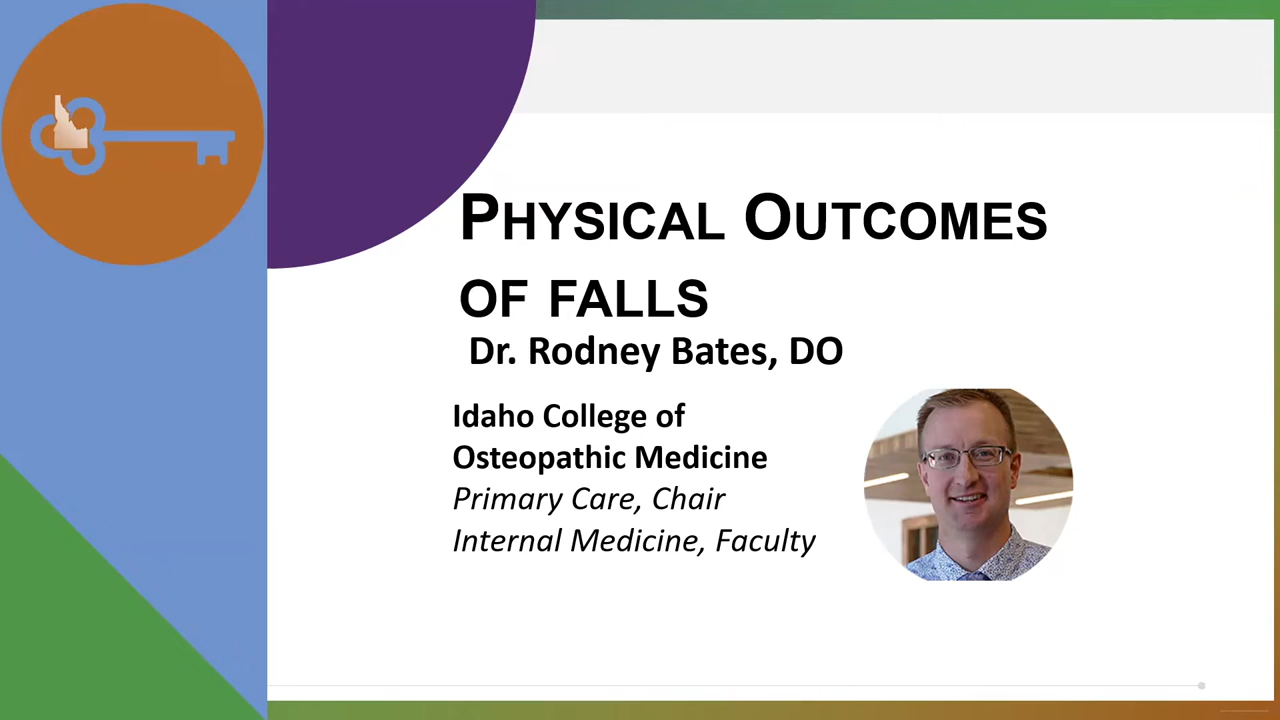 PHYSICAL OUTCOMES
OF FALLS
Dr. Rodney Bates, DO
Idaho College of
Osteopathic Medicine
Primary Care, Chair
Internal Medicine, Faculty